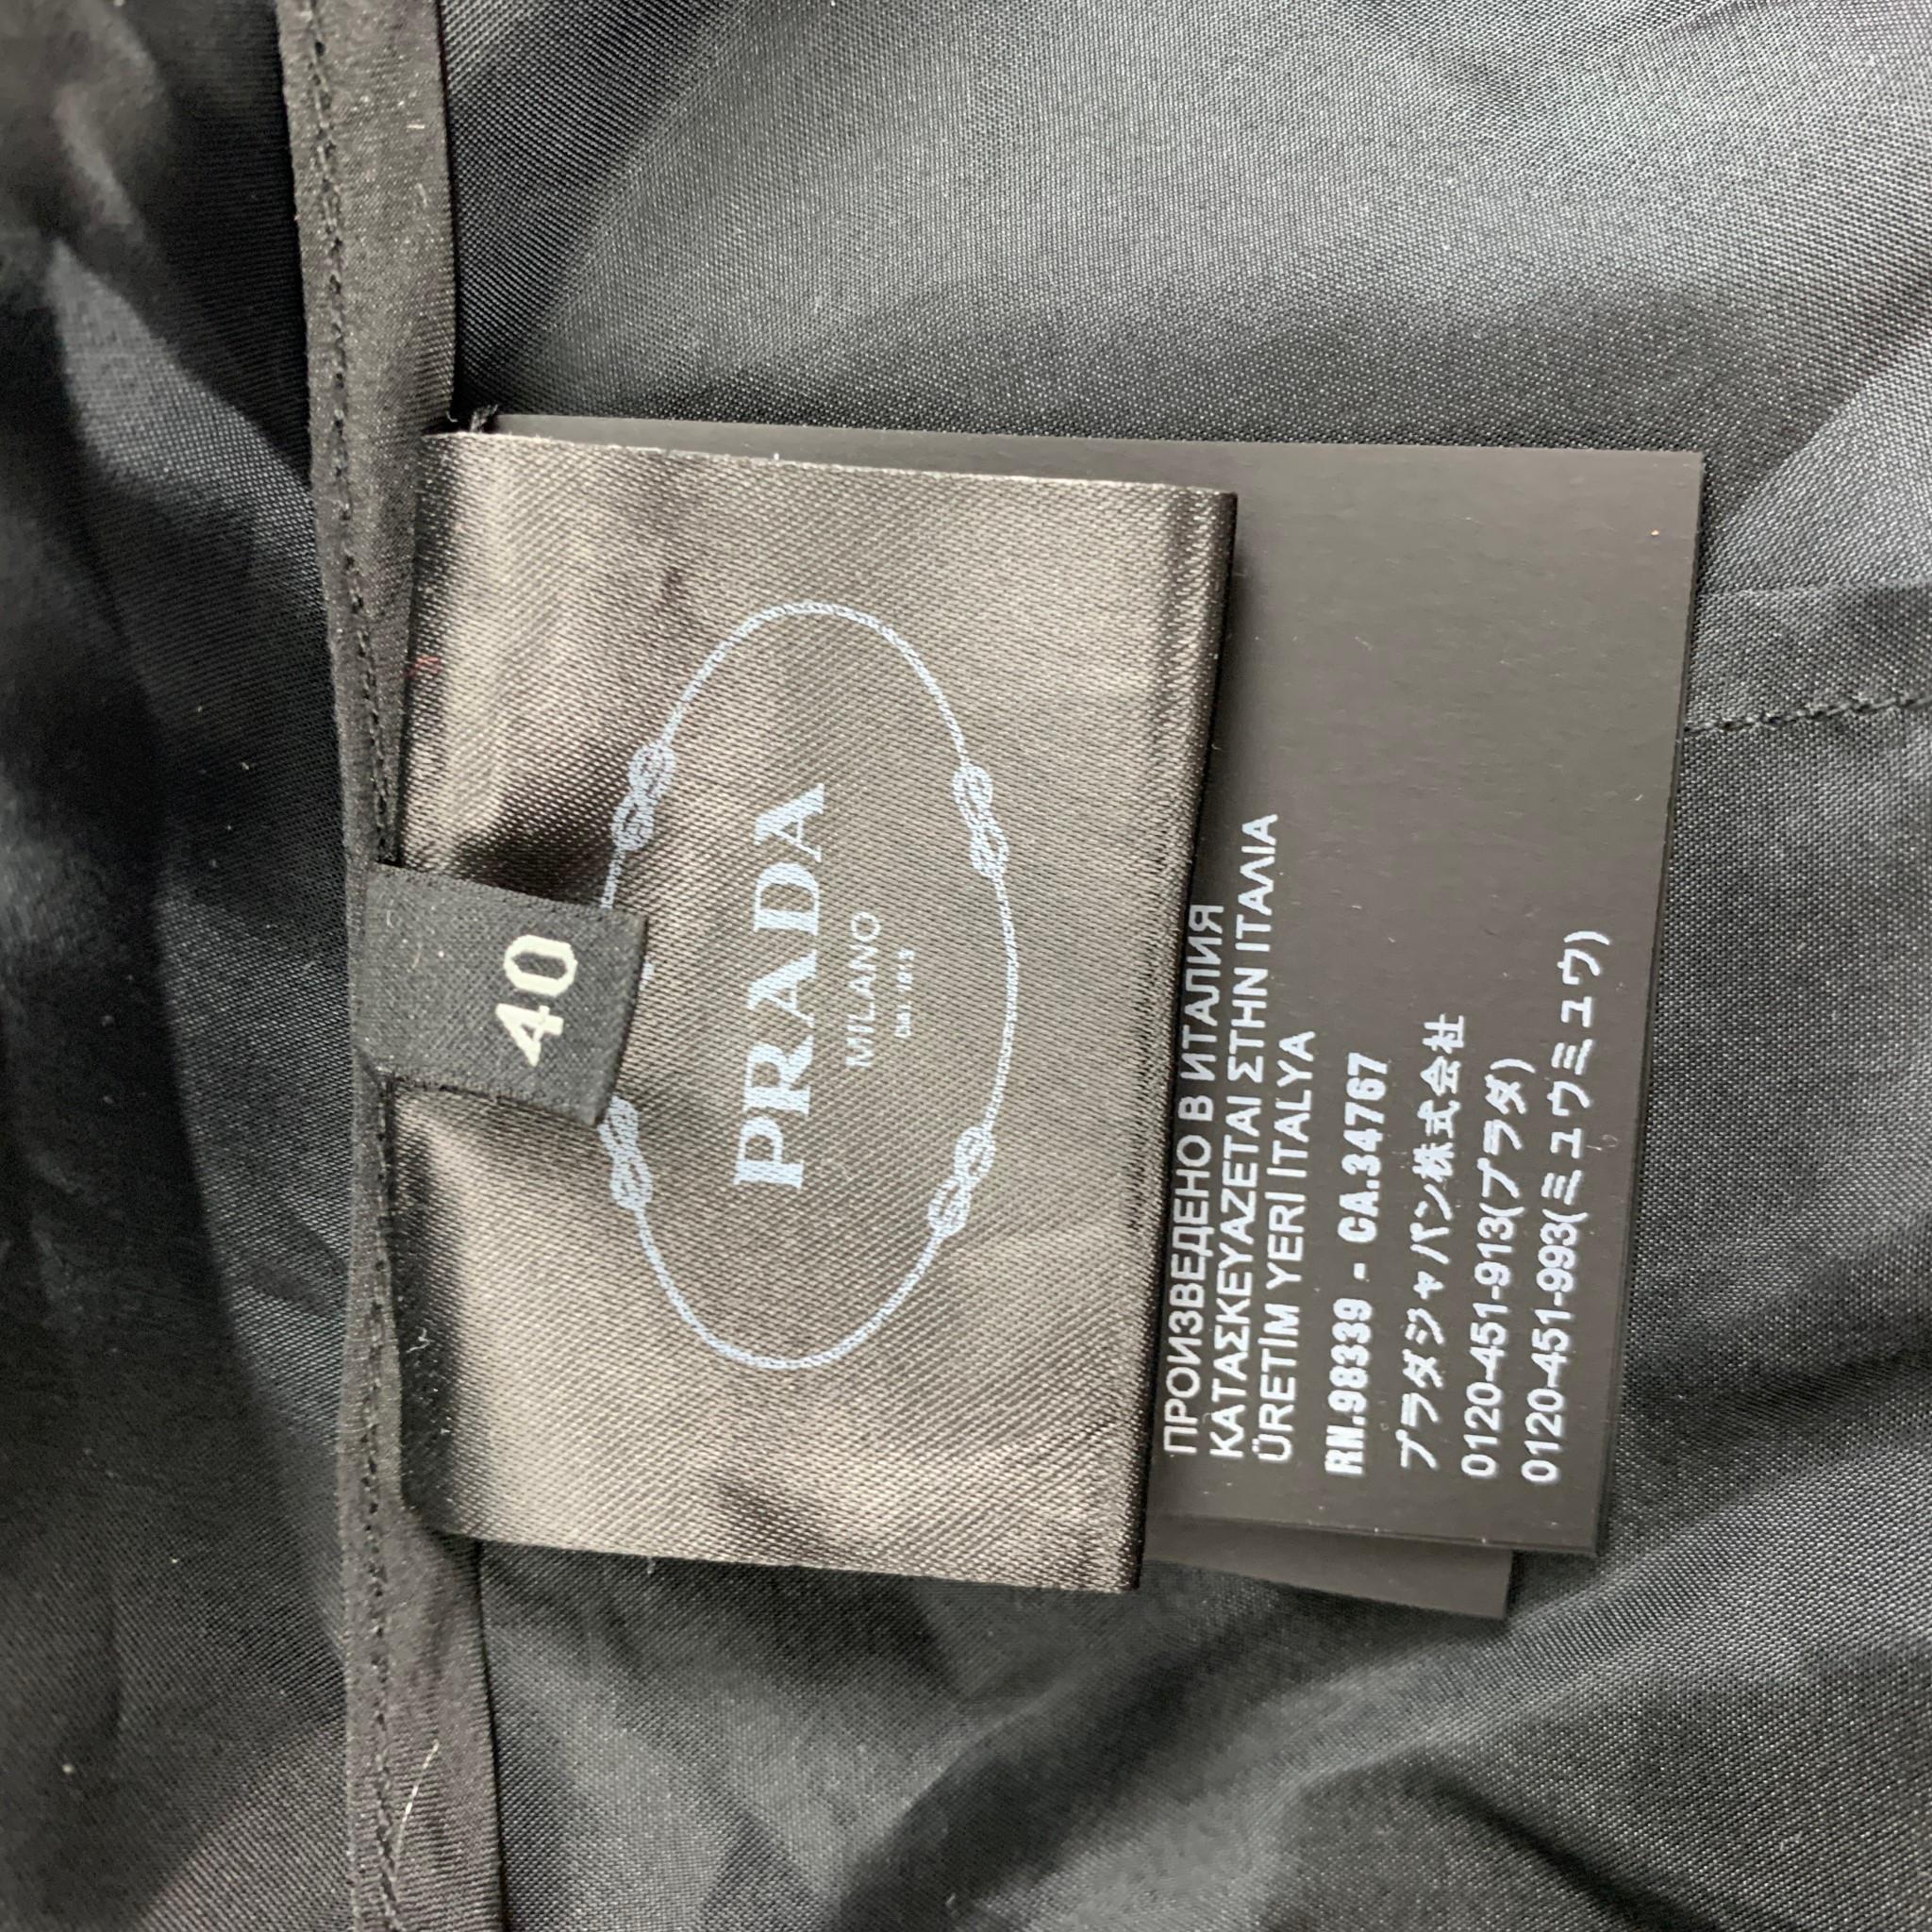 40
PRADA
MILANO
DAL 1913
ПРОИЗВЕДЕНО В ИТАЛИЯ
ΚΑΤΑΣΚΕΥΑΖΕΤΑΙ ΣΤΗΝ ΙΤΑΛΙΑ
ÜRETİM YERİ İTALYA
RN.98339 - CA.34767
プラダジャパン株式会社
0120-451-913(プラダ)
0120-451-993(ミュウミュウ)